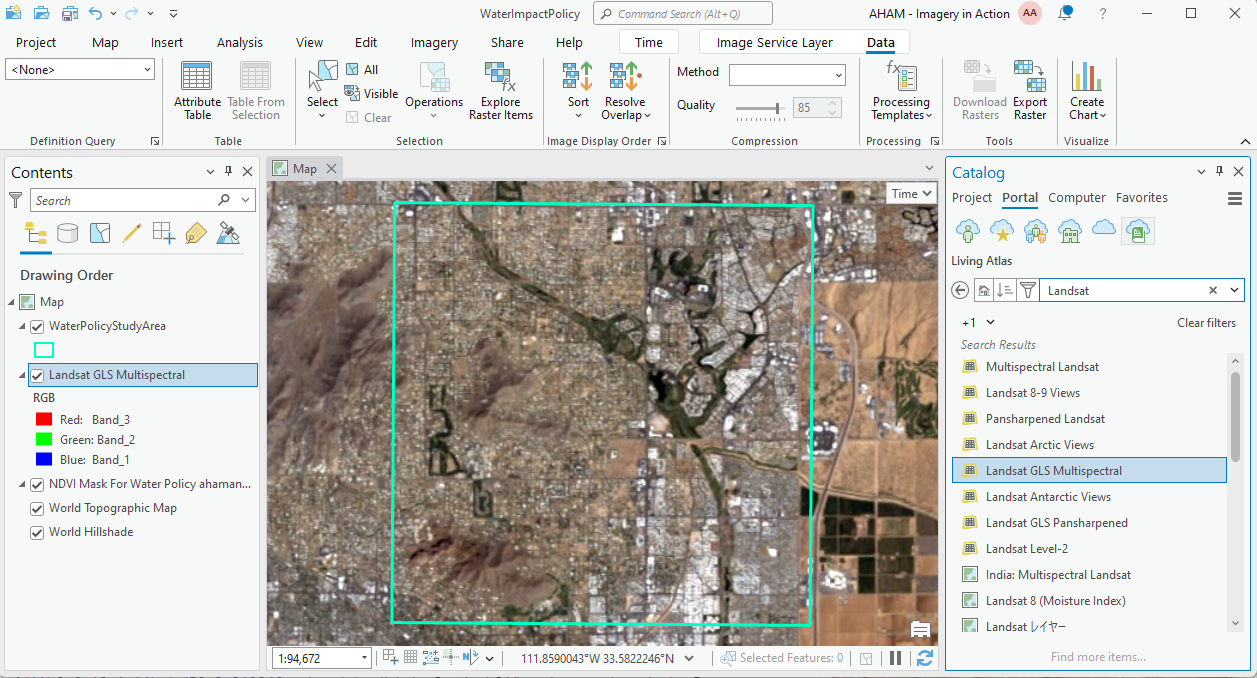 WaterImpactPolicy
Command Search (Alt+Q)
AHAM - Imagery in Action
AA
?
Project
Map
Insert
Analysis
View
Edit
Imagery
Share
Help
Time
Image Service Layer
Data
<None>
Definition Query
Attribute
Table
Table From
Selection
Table
Select
All
Visible
Clear
Operations
Explore
Raster Items
Selection
Sort
Resolve
Overlap
Image Display Order
Method
Quality
85
Compression
Processing
Templates
Processing
Download
Rasters
Export
Raster
Tools
Create
Chart
Visualize
Contents
Search
Drawing Order
Map
WaterPolicyStudyArea
Landsat GLS Multispectral
RGB
Red: Band_3
Green: Band_2
Blue: Band_1
NDVI Mask For Water Policy ahaman...
World Topographic Map
World Hillshade
Map
Time
1:94,672
111.8590043°W 33.5822246°N
Selected Features: 0
Catalog
Project
Portal
Computer
Favorites
Living Atlas
Landsat
+1
Clear filters
Search Results
Multispectral Landsat
Landsat 8-9 Views
Pansharpened Landsat
Landsat Arctic Views
Landsat GLS Multispectral
Landsat Antarctic Views
Landsat GLS Pansharpened
Landsat Level-2
India: Multispectral Landsat
Landsat 8 (Moisture Index)
Landsat レイヤー
Find more items...